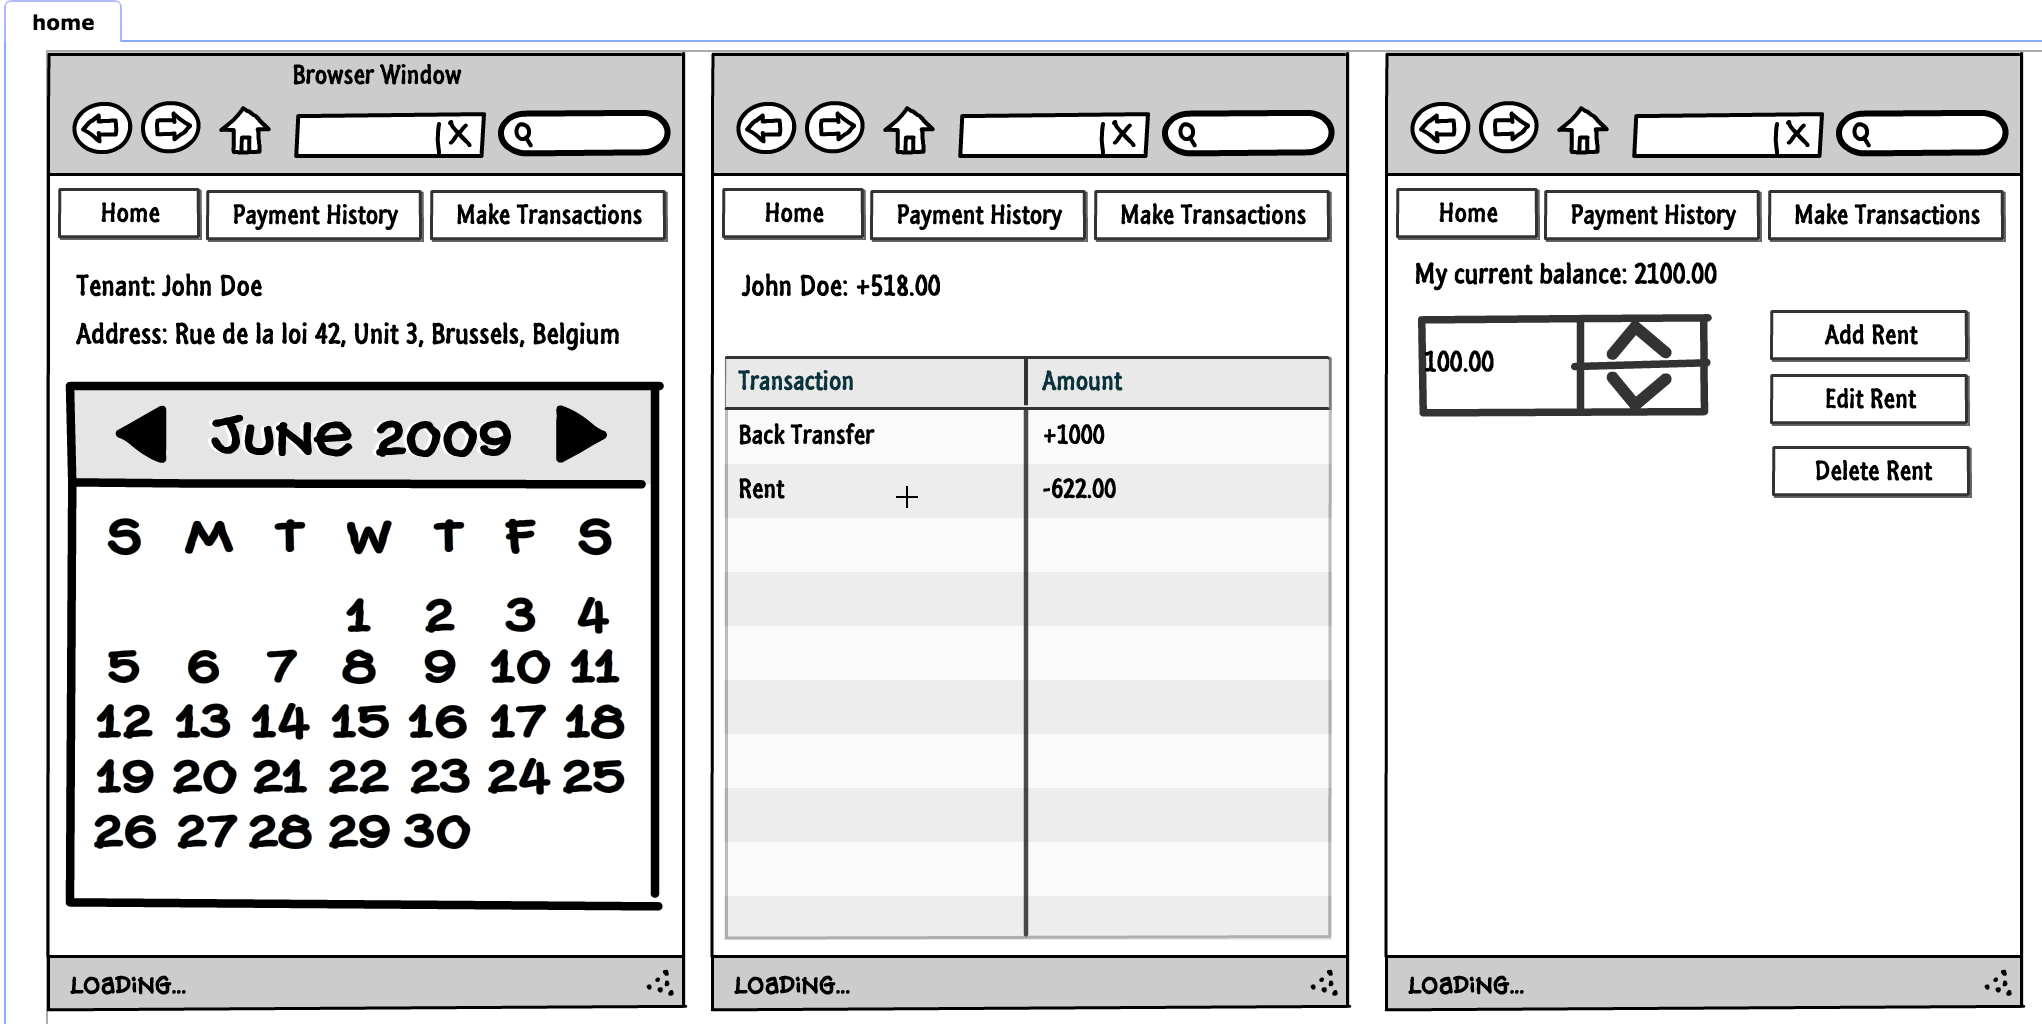 home
Browser Window
X
Home Payment History Make Transactions
Tenant: John Doe
Address: Rue de la loi 42, Unit 3, Brussels, Belgium
JUNE 2009
S M T W T F S
1 2 3 4
5 6 7 8 9 10 11
12 13 14 15 16 17 18
19 20 21 22 23 24 25
26 27 28 29 30
LOADING...
X
Home Payment History Make Transactions
John Doe: +518.00
Transaction Amount
Back Transfer +1000
Rent -622.00
LOADING...
X
Home Payment History Make Transactions
My current balance: 2100.00
100.00
Add Rent
Edit Rent
Delete Rent
LOADING...